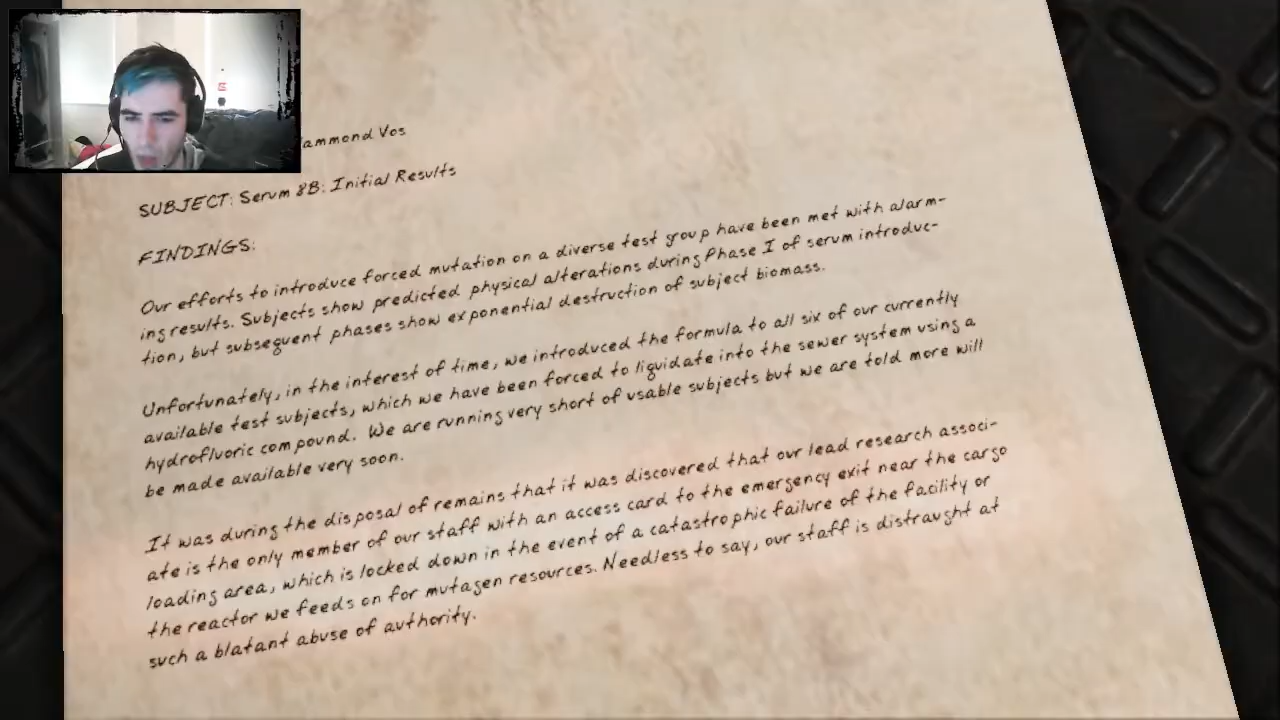 ammond Vos
SUBJECT: Serum 8B: Initial Results
FINDINGS:
Our efforts to introduce forced mutation on a diverse test group have been met with alarm-
ing results. Subjects show predicted physical alterations during Phase I of serum introduc-
tion, but subsequent phases show exponential destruction of subject biomass.
Unfortunately, in the interest of time, we introduced the formula to all six of our currently
available test subjects, which we have been forced to liquidate into the sewer system using a
hydrofluoric compound. We are running very short of usable subjects but we are told more will
be made available very soon.
It was during the disposal of remains that it was discovered that our lead research associ-
ate is the only member of our staff with an access card to the emergency exit near the cargo
loading area, which is locked down in the event of a catastrophic failure of the facility or
the reactor we feeds on for mutagen resources. Needless to say, our staff is distraught at
such a blatant abuse of authority.